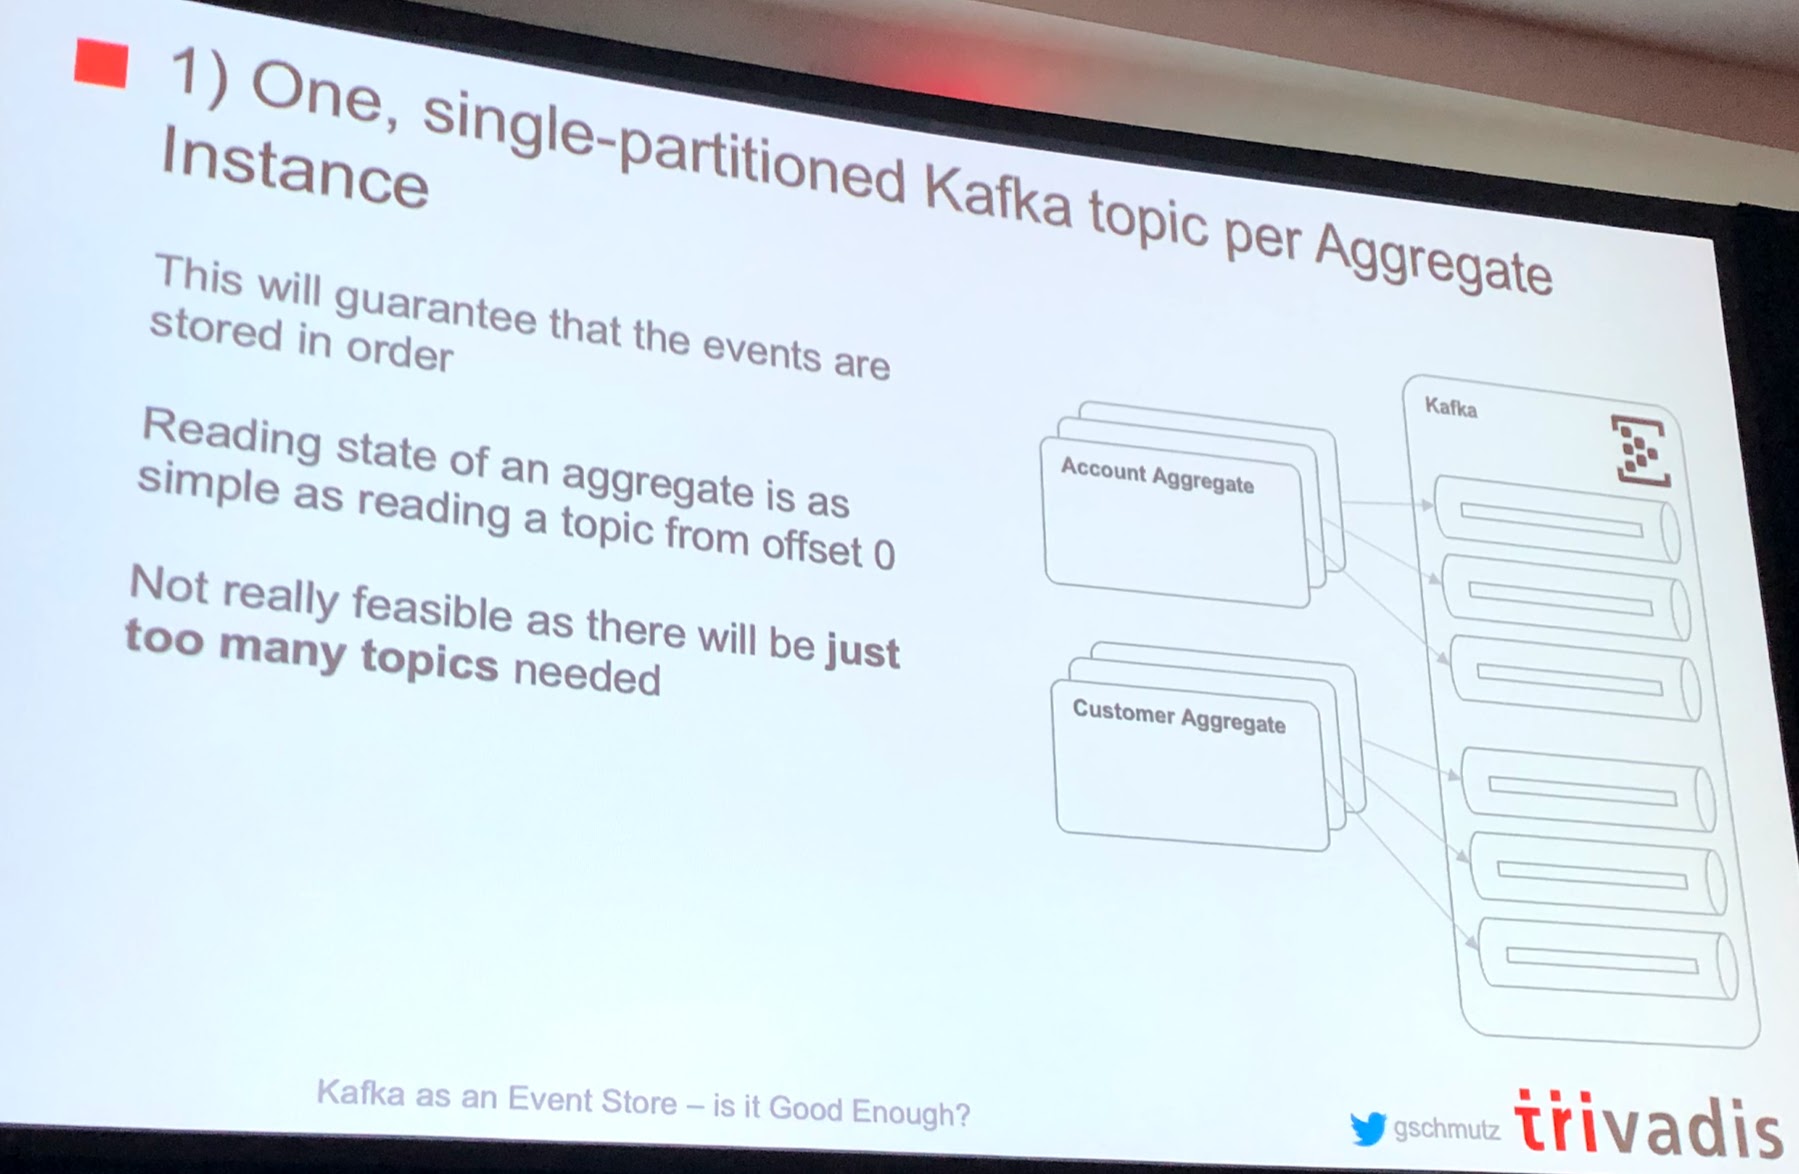 1) One, single-partitioned Kafka topic per Aggregate
Instance
This will guarantee that the events are
stored in order
Reading state of an aggregate is as
simple as reading a topic from offset 0
Not really feasible as there will be just
too many topics needed
Account Aggregate
Customer Aggregate
Kafka
Kafka as an Event Store – is it Good Enough?
gschmutz
trivadis